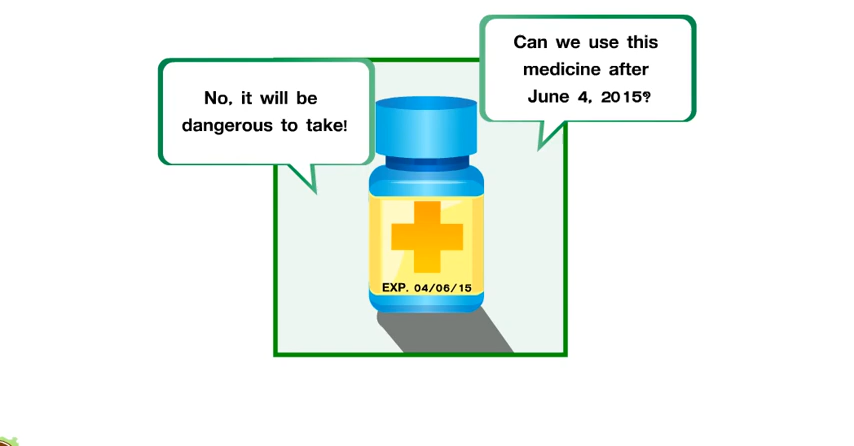 Can we use this
medicine after
June 4, 2015?
No, it will be
dangerous to take!
EXP. 04/06/15